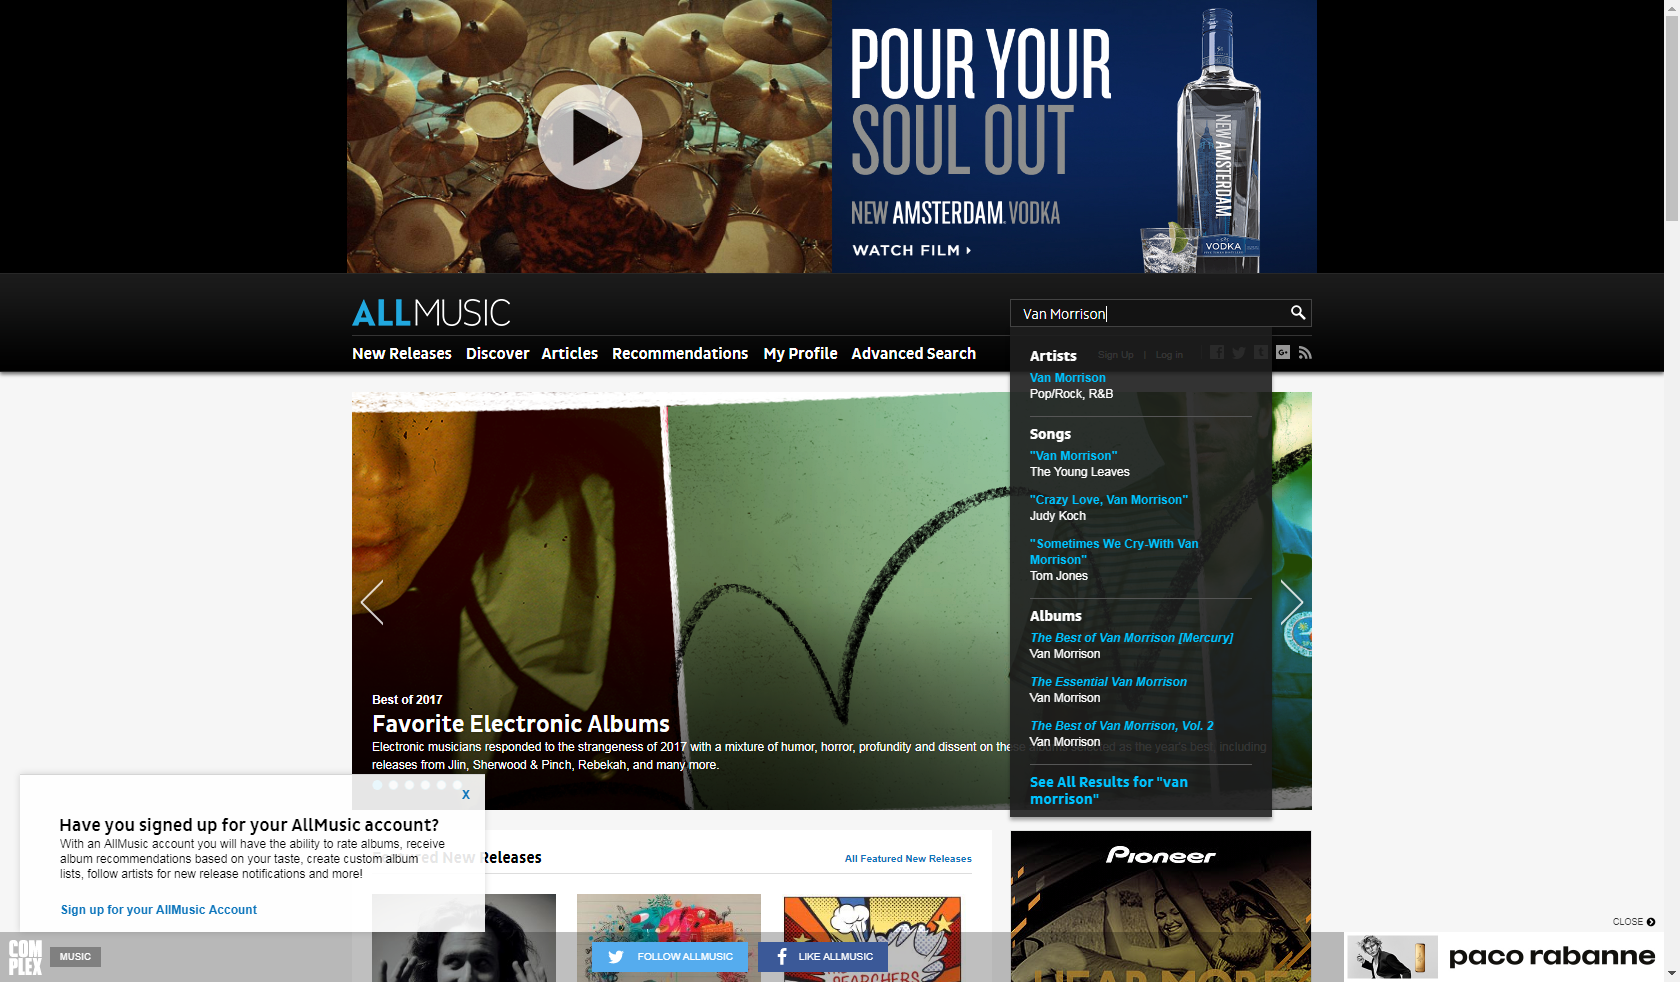 POUR YOUR
SOUL OUT
NEW AMSTERDAM VODKA
WATCH FILM
NEW AMSTERDAM
VODKA
ALLMUSIC
Van Morrison
New Releases Discover Articles Recommendations My Profile Advanced Search
Sign Up | Log in
Artists
Van Morrison
Pop/Rock, R&B
Songs
"Van Morrison"
The Young Leaves
"Crazy Love, Van Morrison"
Judy Koch
"Sometimes We Cry-With Van
Morrison"
Tom Jones
Albums
The Best of Van Morrison [Mercury]
Van Morrison
The Essential Van Morrison
Van Morrison
The Best of Van Morrison, Vol. 2
Van Morrison
See All Results for "van
morrison"
Best of 2017
Favorite Electronic Albums
Electronic musicians responded to the strangeness of 2017 with a mixture of humor, horror, profundity and dissent on these albums selected as the year's best, including
releases from Jlin, Sherwood & Pinch, Rebekah, and many more.
X
Have you signed up for your AllMusic account?
With an AllMusic account you will have the ability to rate albums, receive
album recommendations based on your taste, create custom album
lists, follow artists for new release notifications and more!
Sign up for your AllMusic Account
Featured New Releases
All Featured New Releases
Pioneer
HEAR MORE
SEARCHERS
CLOSE
COMPLEX
MUSIC
FOLLOW ALLMUSIC
LIKE ALLMUSIC
paco rabanne